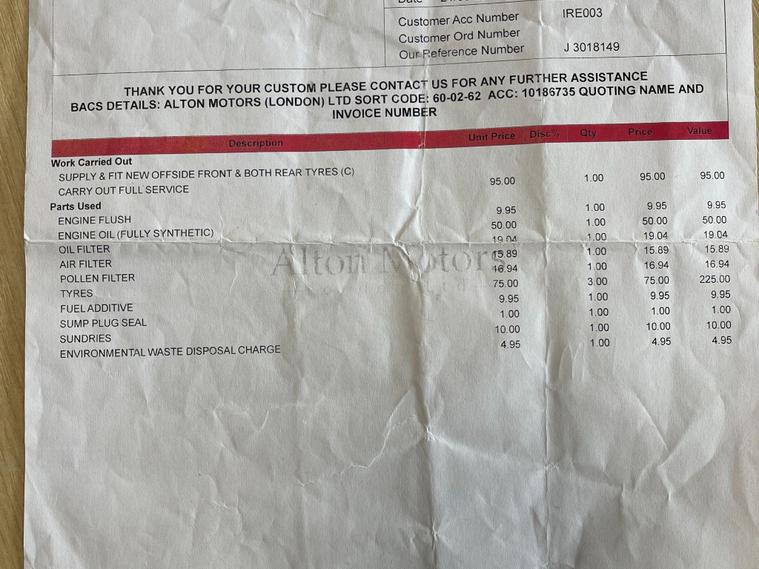 Customer Acc Number IRE003
Customer Ord Number
Our Reference Number J 3018149
THANK YOU FOR YOUR CUSTOM PLEASE CONTACT US FOR ANY FURTHER ASSISTANCE
BACS DETAILS: ALTON MOTORS (LONDON) LTD SORT CODE: 60-02-62 ACC: 10186735 QUOTING NAME AND
INVOICE NUMBER
Description Unit Price Disc% Qty Price Value
Work Carried Out
SUPPLY & FIT NEW OFFSIDE FRONT & BOTH REAR TYRES (C)
CARRY OUT FULL SERVICE 95.00 1.00 95.00 95.00
Parts Used
ENGINE FLUSH 9.95 1.00 9.95 9.95
ENGINE OIL (FULLY SYNTHETIC) 50.00 1.00 50.00 50.00
OIL FILTER 19.04 1.00 19.04 19.04
AIR FILTER 15.89 1.00 15.89 15.89
POLLEN FILTER 16.94 1.00 16.94 16.94
TYRES 75.00 3.00 75.00 225.00
FUEL ADDITIVE 9.95 1.00 9.95 9.95
SUMP PLUG SEAL 1.00 1.00 1.00 1.00
SUNDRIES 10.00 1.00 10.00 10.00
ENVIRONMENTAL WASTE DISPOSAL CHARGE 4.95 1.00 4.95 4.95
Alton Motors